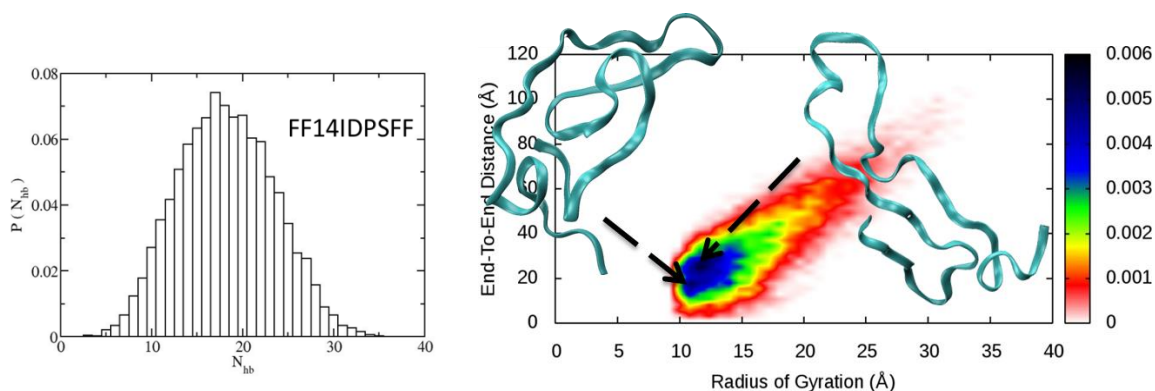 0.08
0.06
0.04
0.02
0
P ( N_hb )
FF14IDPSFF
0 10 20 30 40
N_hb
120
100
80
60
40
20
0
End-To-End Distance (Å)
0 5 10 15 20 25 30 35 40
Radius of Gyration (Å)
0.006
0.005
0.004
0.003
0.002
0.001
0